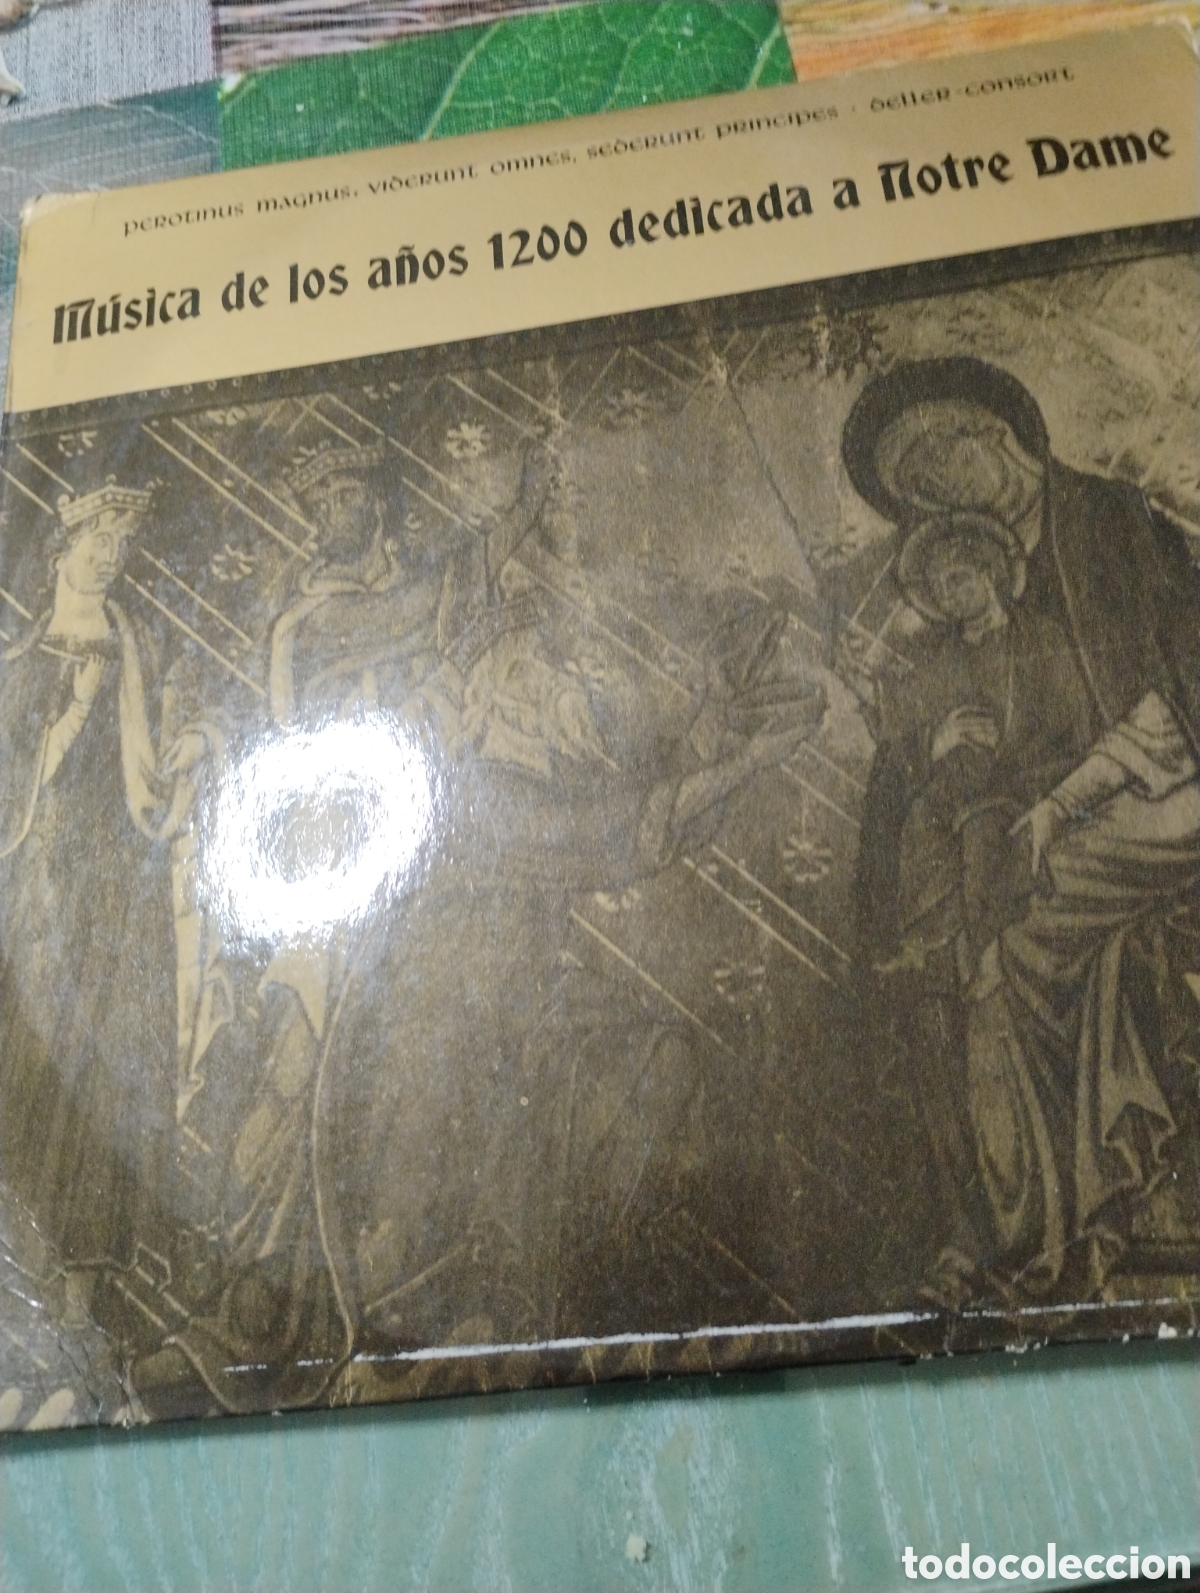 Perotinus Magnus, Viderunt Omnes, Sederunt Principes · Deller-Consort
Música de los años 1200 dedicada a Notre Dame
todocoleccion